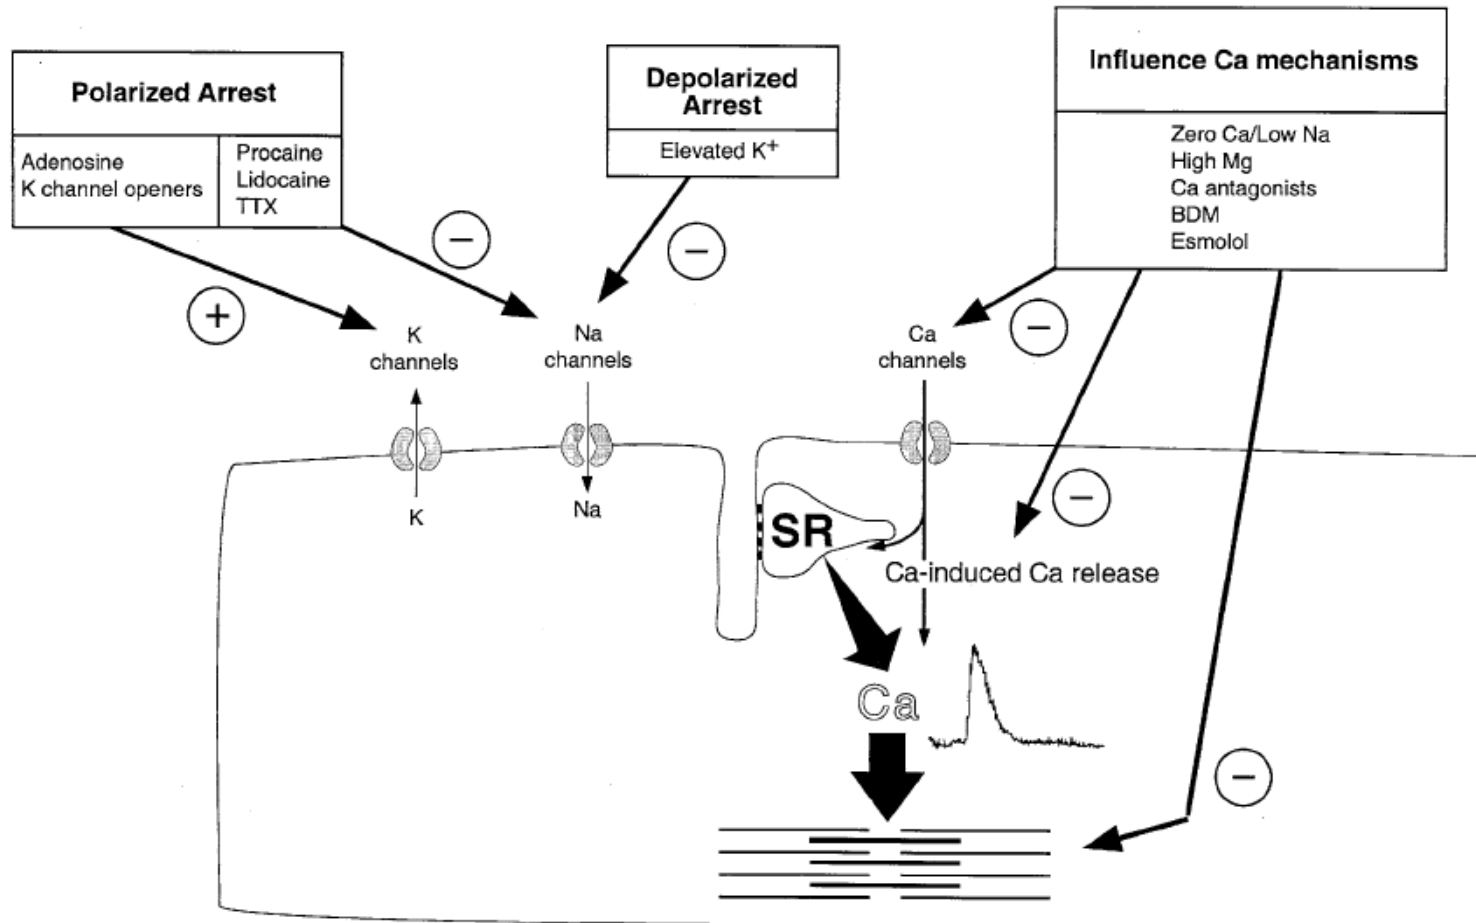 Polarized Arrest
Adenosine
K channel openers
Procaine
Lidocaine
TTX
Depolarized
Arrest
Elevated K⁺
Influence Ca mechanisms
Zero Ca/Low Na
High Mg
Ca antagonists
BDM
Esmolol
+
−
−
−
−
−
K
channels
Na
channels
Ca
channels
K
Na
SR
Ca-induced Ca release
Ca